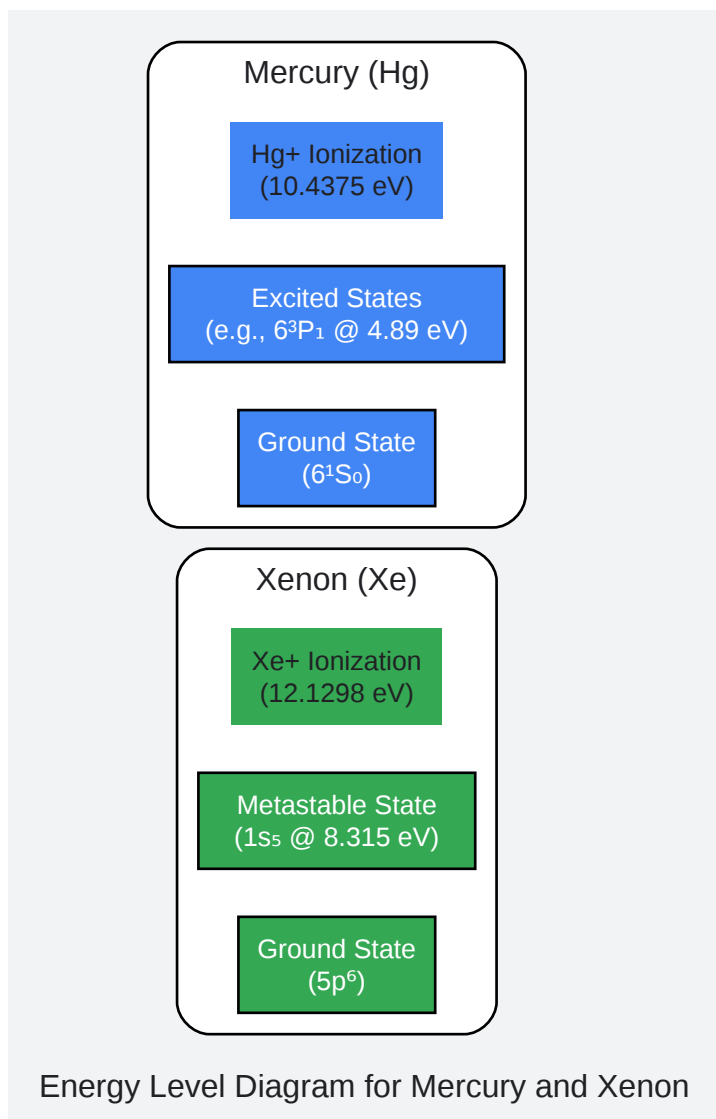 Mercury (Hg)
Hg+ Ionization
(10.4375 eV)
Excited States
(e.g., 6³P₁ @ 4.89 eV)
Ground State
(6¹S₀)
Xenon (Xe)
Xe+ Ionization
(12.1298 eV)
Metastable State
(1s₅ @ 8.315 eV)
Ground State
(5p⁶)
Energy Level Diagram for Mercury and Xenon